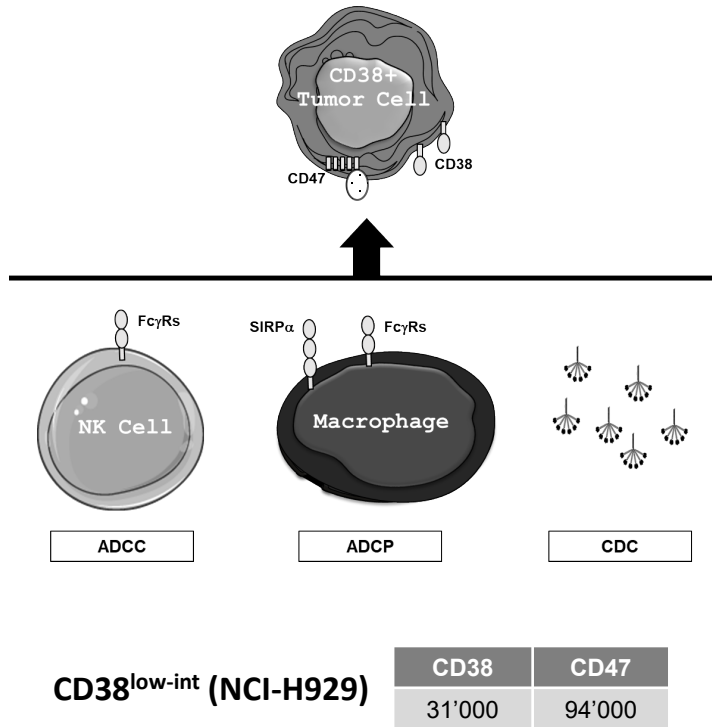 CD38+
Tumor Cell
CD47
CD38
FcγRs
SIRPα
FcγRs
NK Cell
Macrophage
ADCC
ADCP
CDC
CD38low-int (NCI-H929)
CD38
CD47
31'000
94'000